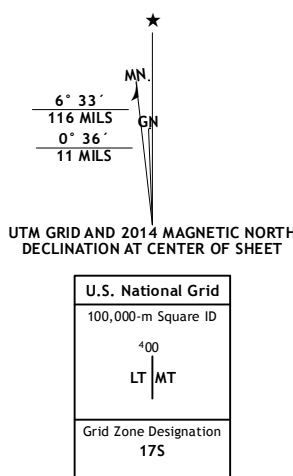 ★
MN
6° 33´
116 MILS
GN
0° 36´
11 MILS
UTM GRID AND 2014 MAGNETIC NORTH
DECLINATION AT CENTER OF SHEET
U.S. National Grid
100,000-m Square ID
⁴00
LT MT
Grid Zone Designation
17S